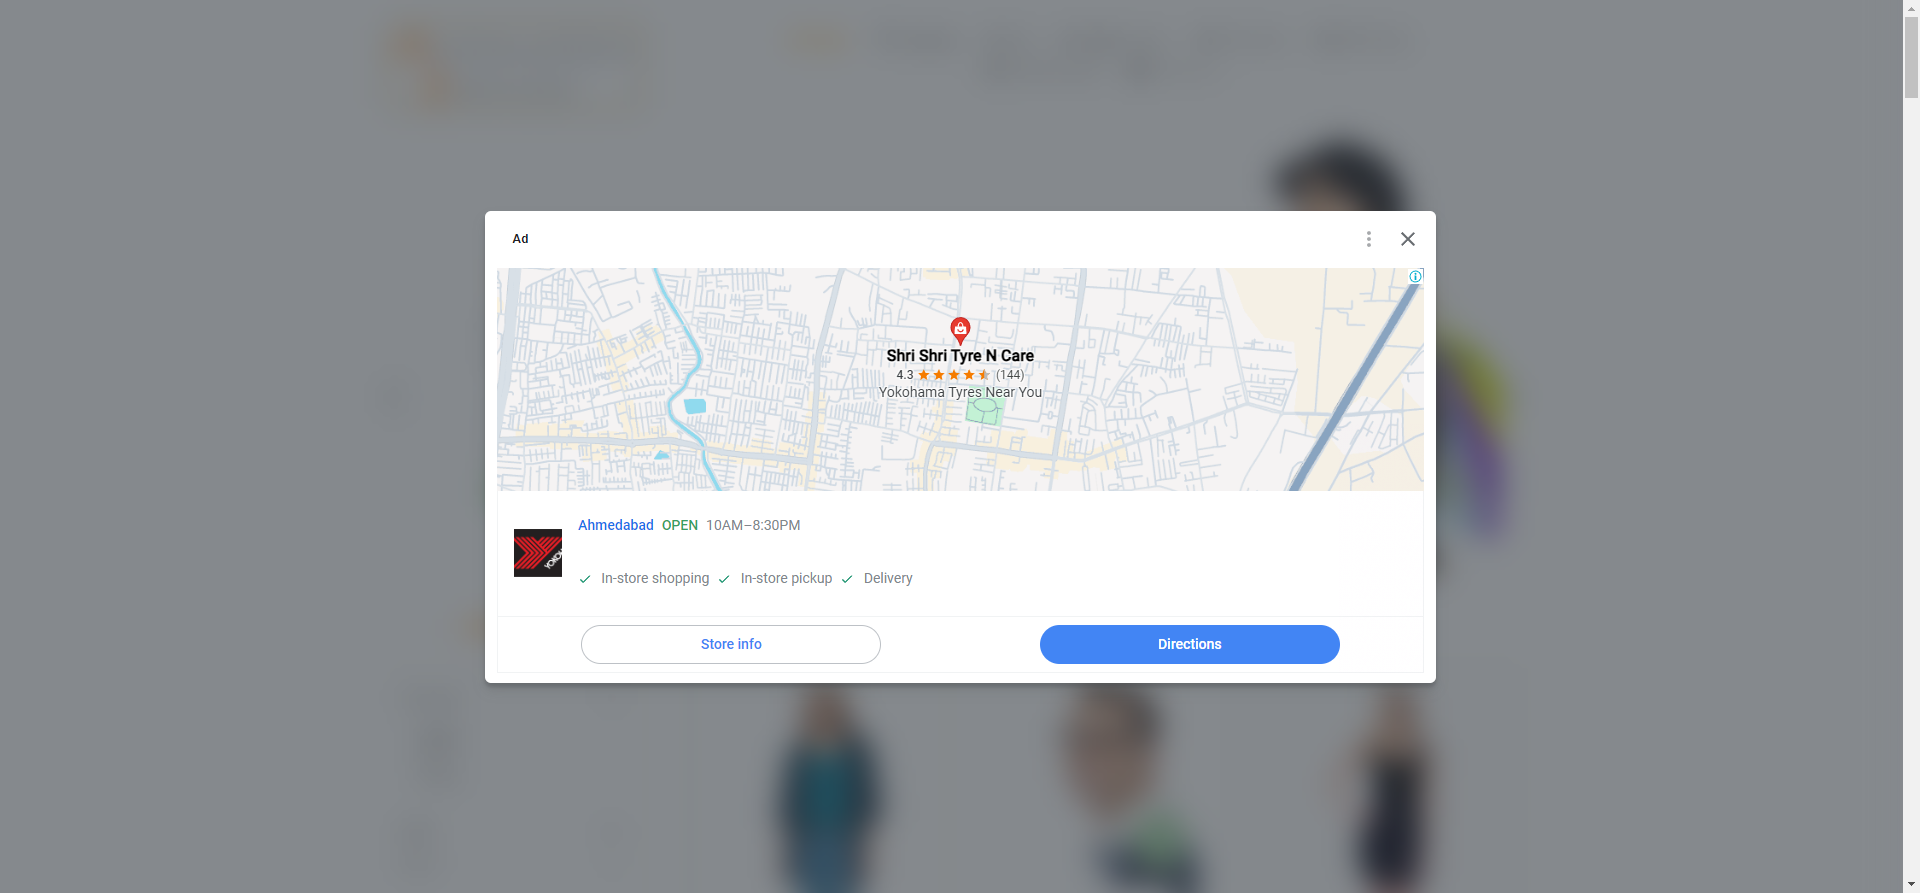 Ad
Shri Shri Tyre N Care
4.3 (144)
Yokohama Tyres Near You
Ahmedabad OPEN 10AM–8:30PM
In-store shopping In-store pickup Delivery
Store info
Directions